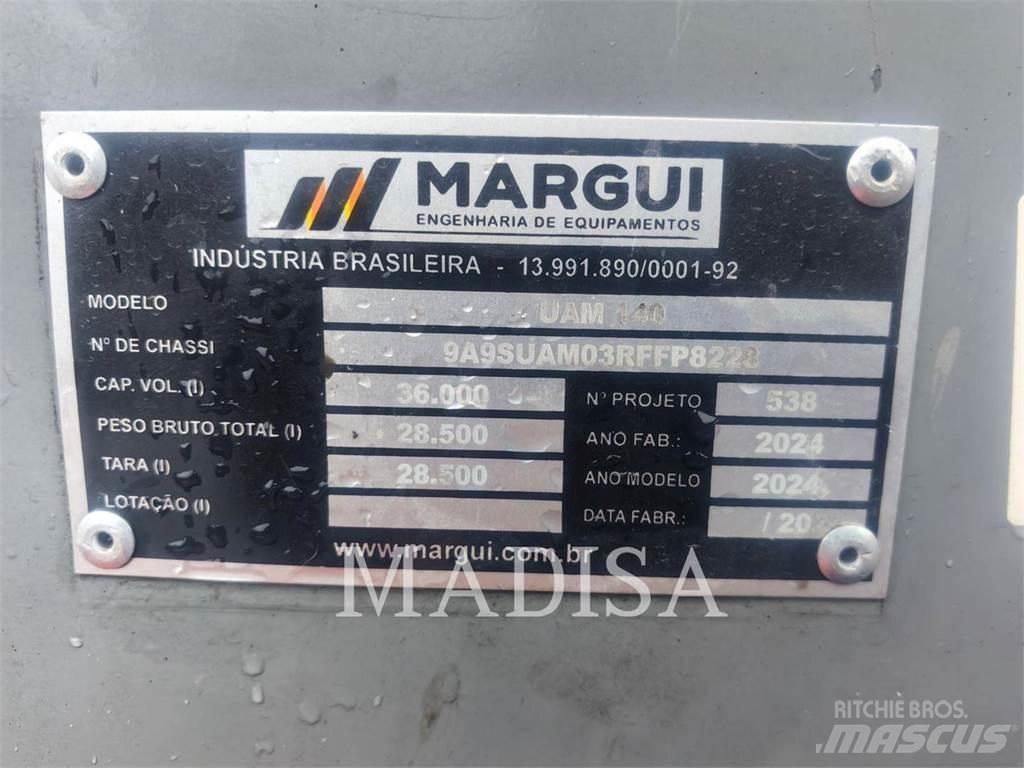 MARGUI
ENGENHARIA DE EQUIPAMENTOS
INDÚSTRIA BRASILEIRA - 13.991.890/0001-92
MODELO UAM 140
Nº DE CHASSI 9A9SUAM03RFFP8228
CAP. VOL. (l) 36.000 Nº PROJETO 538
PESO BRUTO TOTAL (l) 28.500 ANO FAB.: 2024
TARA (l) 28.500 ANO MODELO 2024
LOTAÇÃO (l) DATA FABR.:
www.margui.com.br
MADISA
RITCHIE BROS.
MASCUS